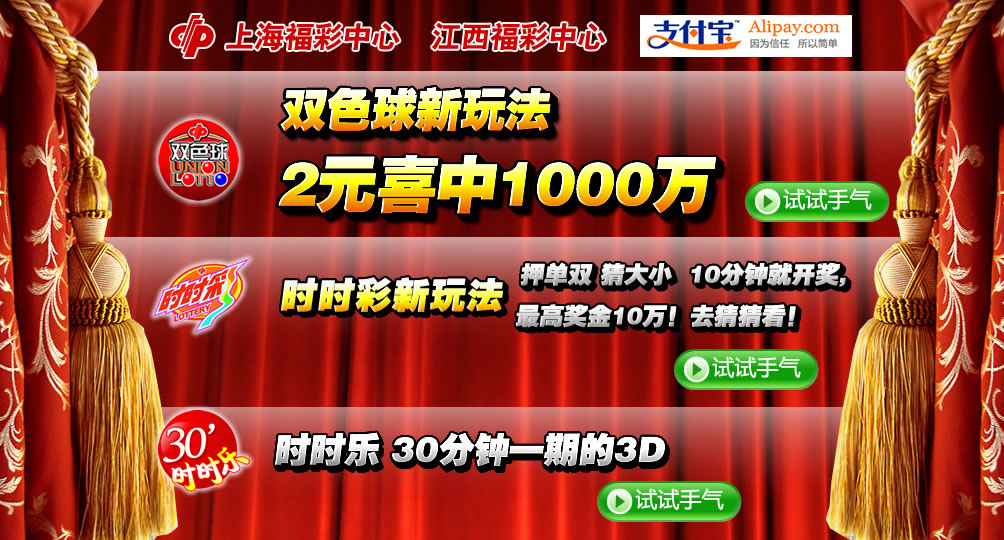 上海福彩中心 江西福彩中心
支付宝™ Alipay.com
因为信任 所以简单
双色球新玩法
双色球
UNION
LOTTO
2元喜中1000万
试试手气
时时乐
LOTTERY
时时彩新玩法
押单双 猜大小 10分钟就开奖,
最高奖金10万！去猜猜看！
试试手气
30'
时时乐
时时乐 30分钟一期的3D
试试手气